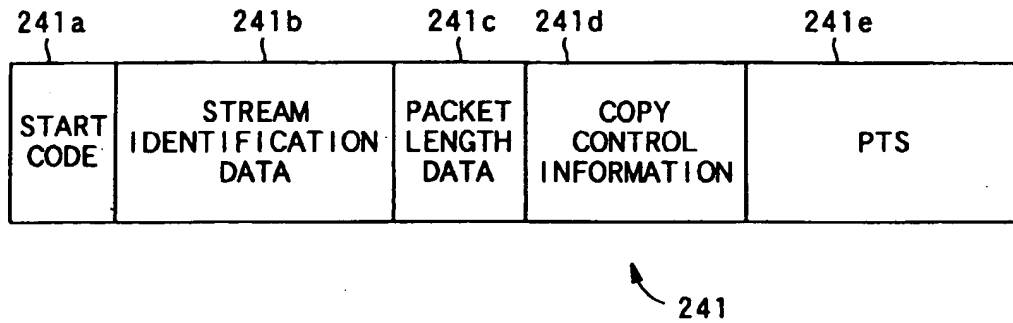 241a 241b 241c 241d 241e
START
CODE
STREAM
IDENTIFICATION
DATA
PACKET
LENGTH
DATA
COPY
CONTROL
INFORMATION
PTS
241